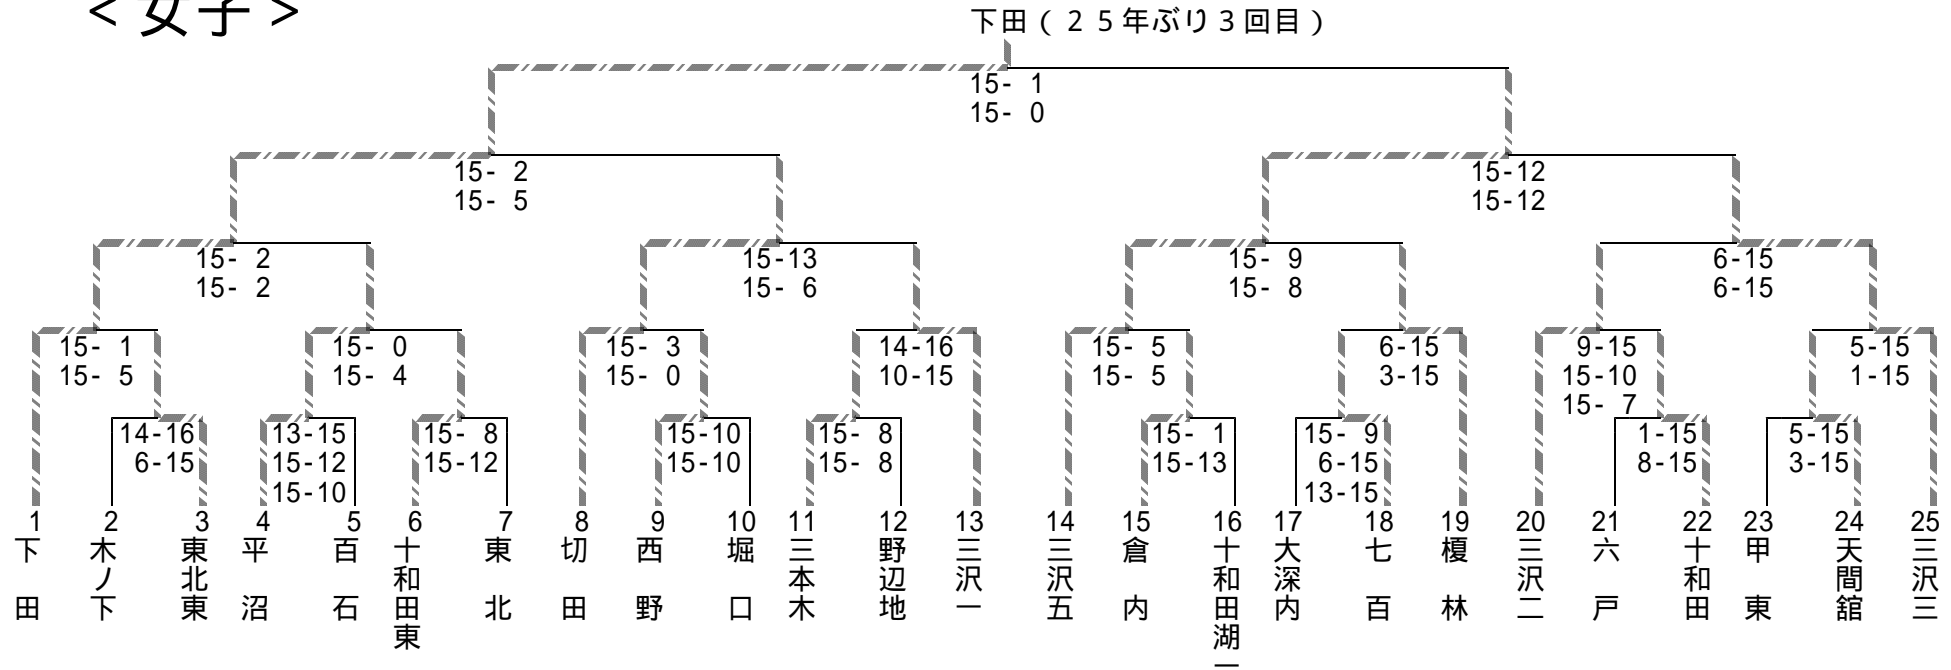 <女子>
下田(25年ぶり3回目)
15- 1
15- 0
15- 2
15- 5
15-12
15-12
15- 2
15- 2
15-13
15- 6
15- 9
15- 8
6-15
6-15
15- 1
15- 5
15- 0
15- 4
15- 3
15- 0
14-16
10-15
15- 5
15- 5
6-15
3-15
9-15
15-10
15- 7
5-15
1-15
14-16
6-15
13-15
15-12
15-10
15- 8
15-12
15-10
15-10
15- 8
15- 8
15- 1
15-13
15- 9
6-15
13-15
1-15
8-15
5-15
3-15
1 下田
2 木ノ下
3 東北東
4 平沼
5 百石
6 十和田東
7 東北
8 切田
9 西野
10 堀口
11 三本木
12 野辺地
13 三沢一
14 三沢五
15 倉内
16 十和田湖一
17 大深内
18 七百
19 榎林
20 三沢二
21 六戸
22 十和田
23 甲東
24 天間舘
25 三沢三